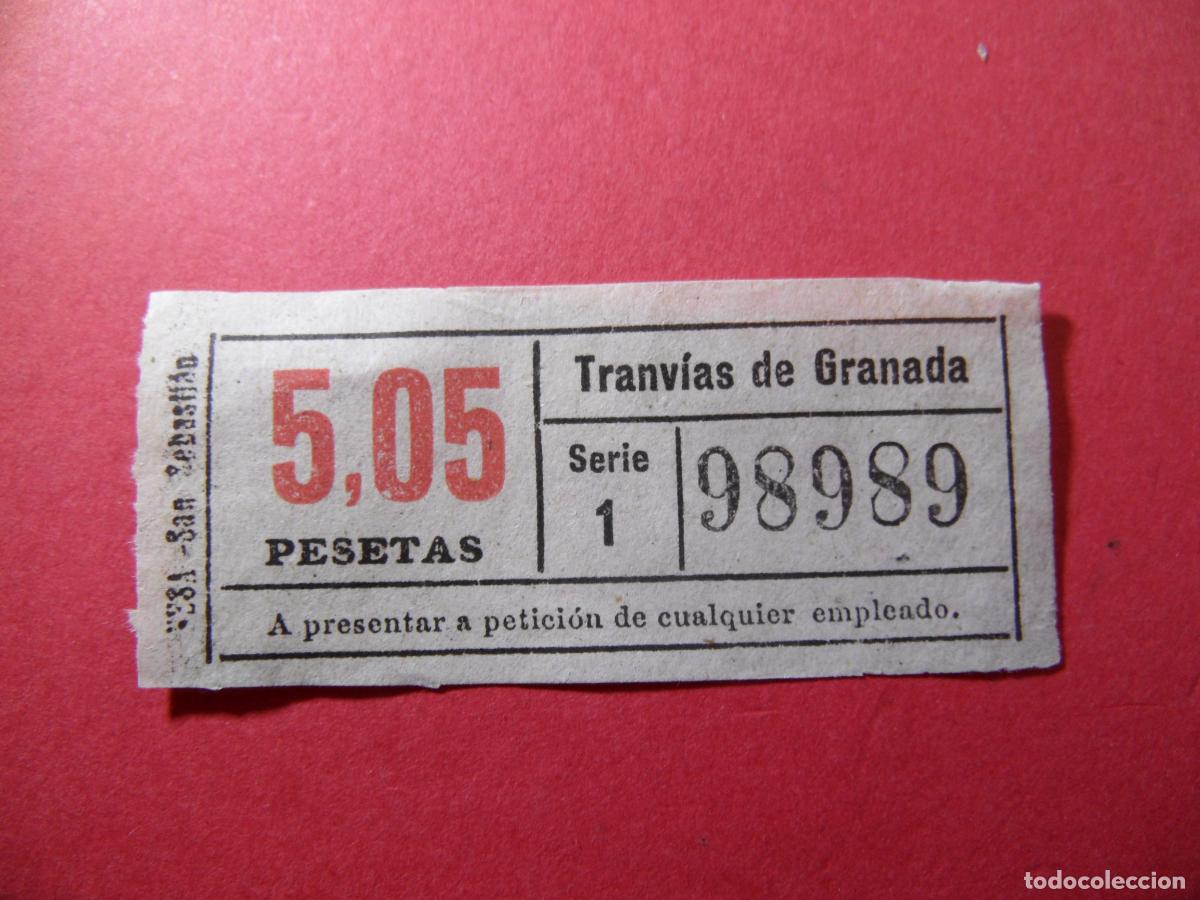 5,05
PESETAS
Tranvías de Granada
Serie
1
98989
A presentar a petición de cualquier empleado.
San Sebastián
todocoleccion